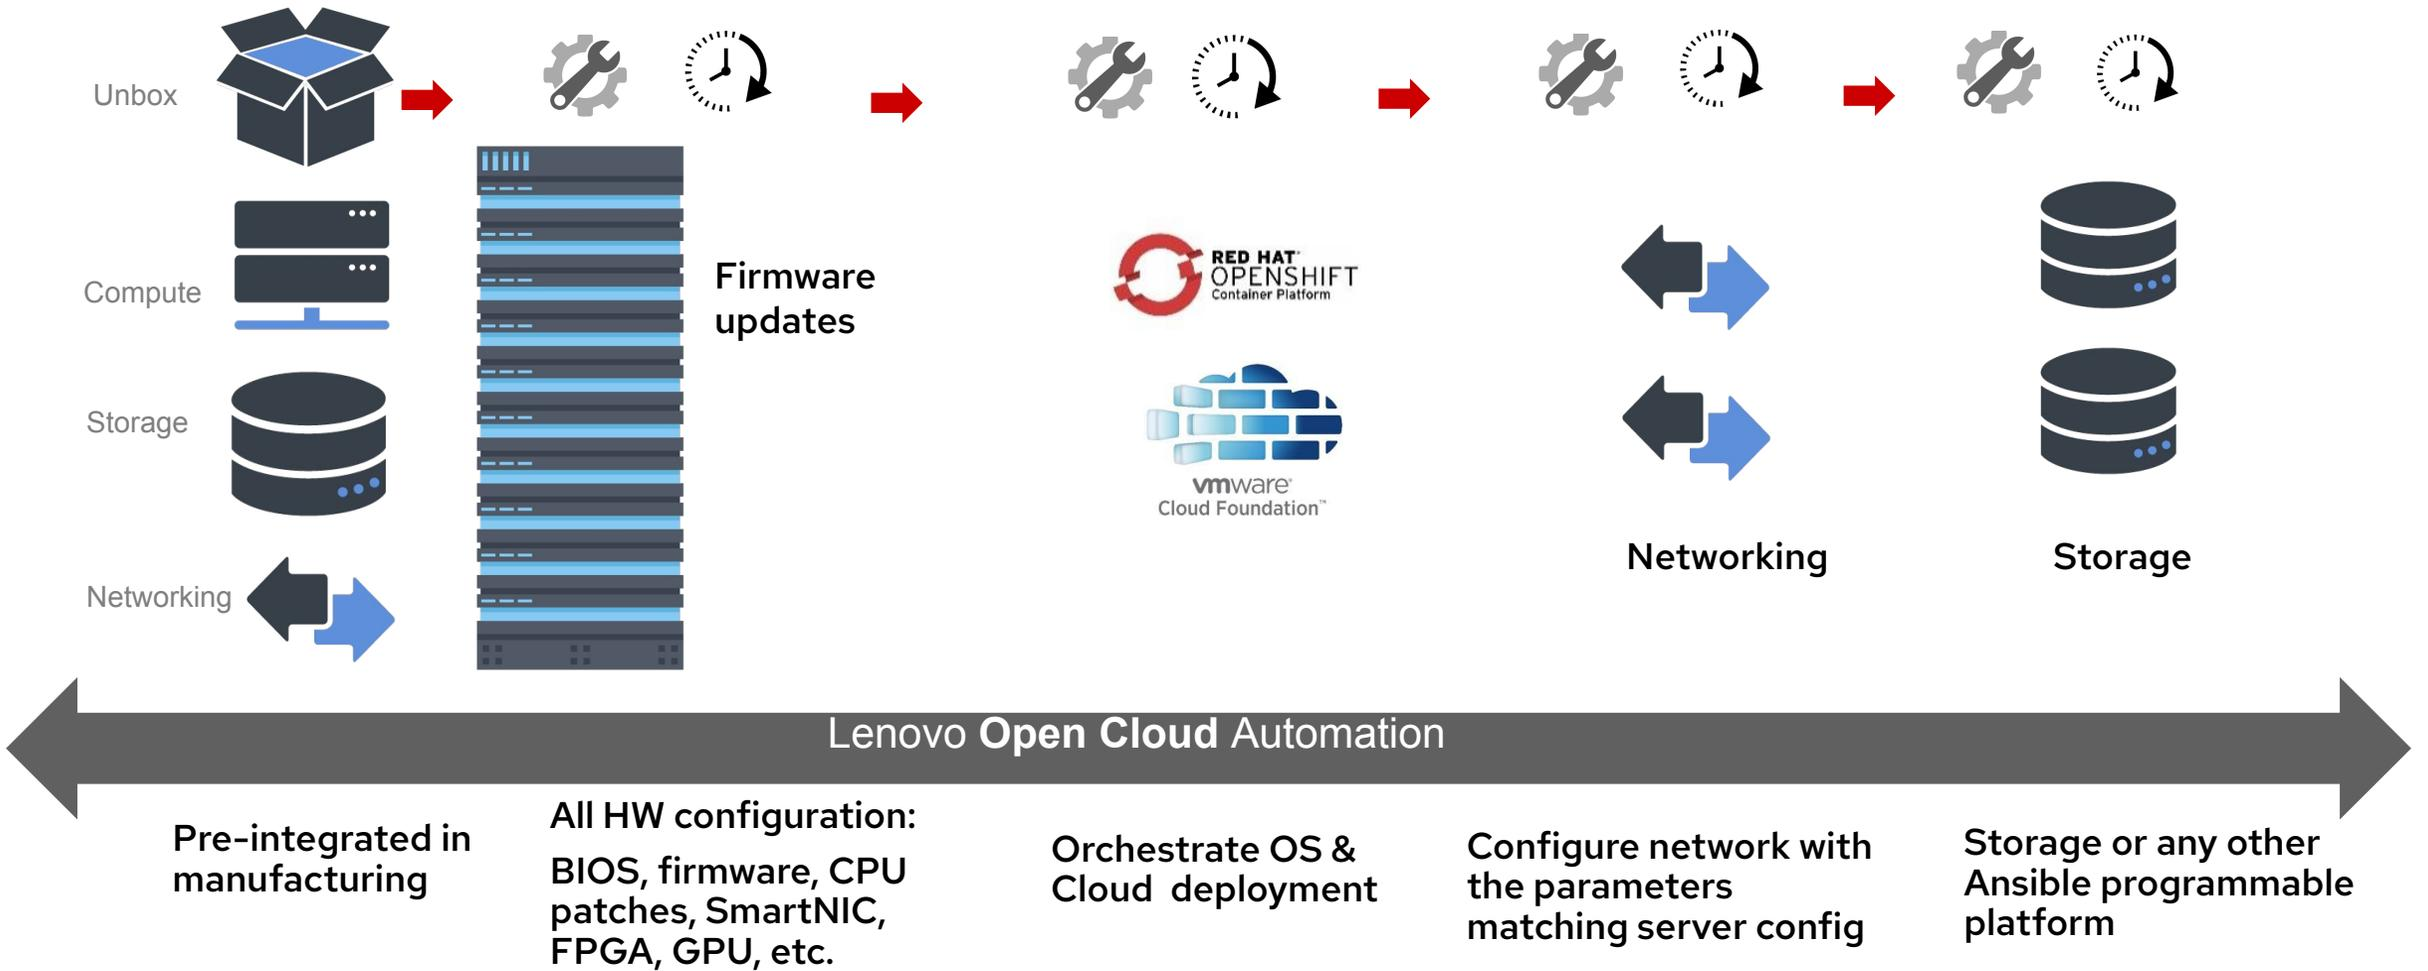 Unbox
Compute
Storage
Networking
Firmware
updates
RED HAT®
OPENSHIFT
Container Platform
vmware®
Cloud Foundation™
Networking
Storage
Lenovo Open Cloud Automation
Pre-integrated in
manufacturing
All HW configuration:
BIOS, firmware, CPU
patches, SmartNIC,
FPGA, GPU, etc.
Orchestrate OS &
Cloud deployment
Configure network with
the parameters
matching server config
Storage or any other
Ansible programmable
platform